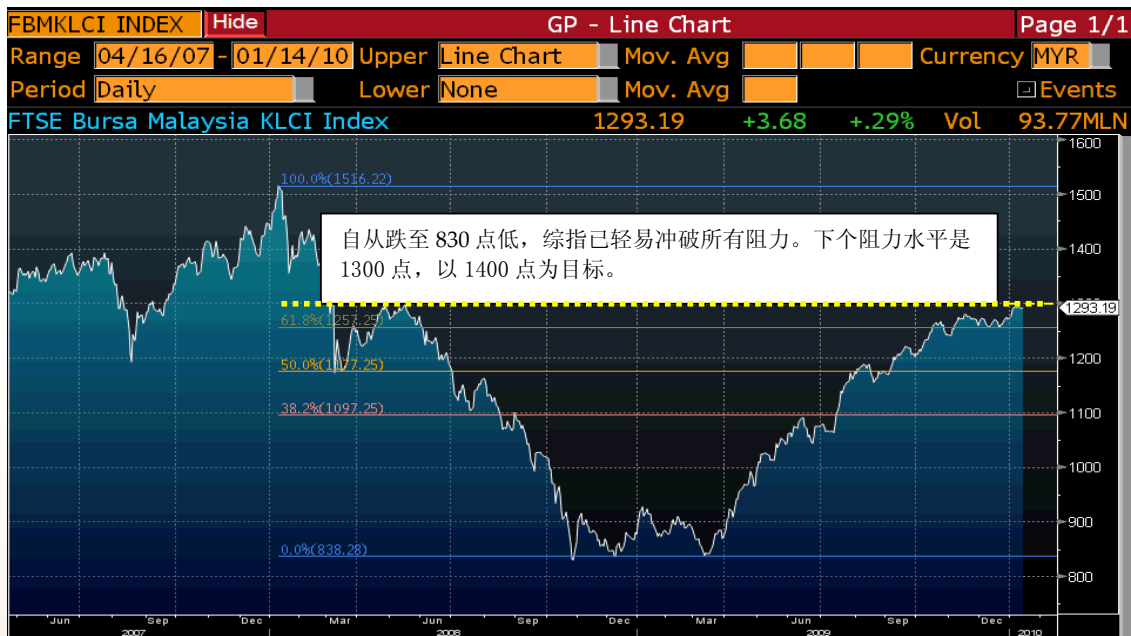 FBMKLCI INDEX Hide GP - Line Chart Page 1/1
Range 04/16/07 - 01/14/10 Upper Line Chart Mov. Avg Currency MYR
Period Daily Lower None Mov. Avg Events
FTSE Bursa Malaysia KLCI Index 1293.19 +3.68 +.29% Vol 93.77MLN
1600
100.0%(1516.22)
1500
自从跌至 830 点低，综指已轻易冲破所有阻力。下个阻力水平是
1300 点，以 1400 点为目标。
1400
1293.19
61.8%(1257.25)
1200
50.0%(1177.25)
38.2%(1097.25)
1100
1000
900
0.0%(838.28)
800
Jun Sep Dec Mar Jun Sep Dec Mar Jun Sep Dec
2007 2008 2009 2010